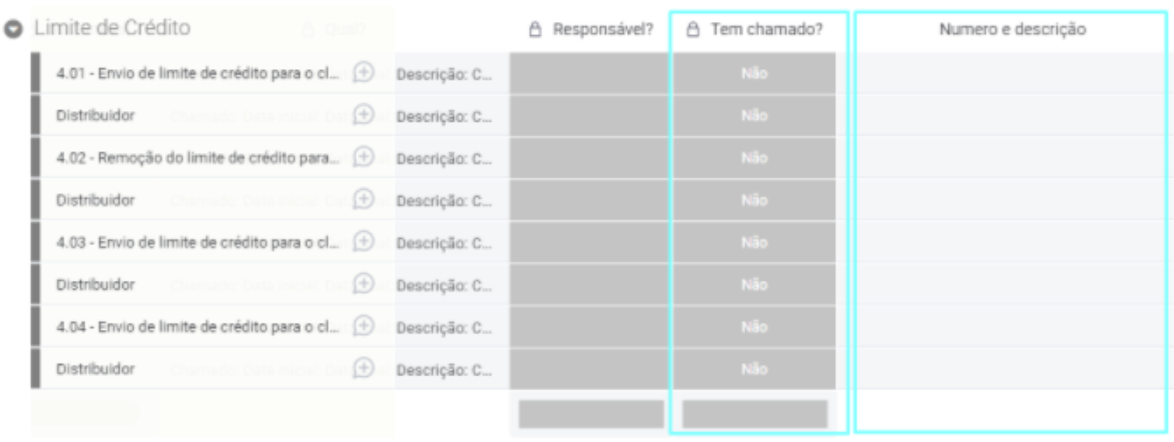 Limite de Crédito Qual? Responsável? Tem chamado? Numero e descrição
4.01 - Envio de limite de crédito para o cl... Descrição: C... Não
Distribuidor Descrição: C... Não
4.02 - Remoção do limite de crédito para... Descrição: C... Não
Distribuidor Descrição: C... Não
4.03 - Envio de limite de crédito para o cl... Descrição: C... Não
Distribuidor Descrição: C... Não
4.04 - Envio de limite de crédito para o cl... Descrição: C... Não
Distribuidor Descrição: C... Não